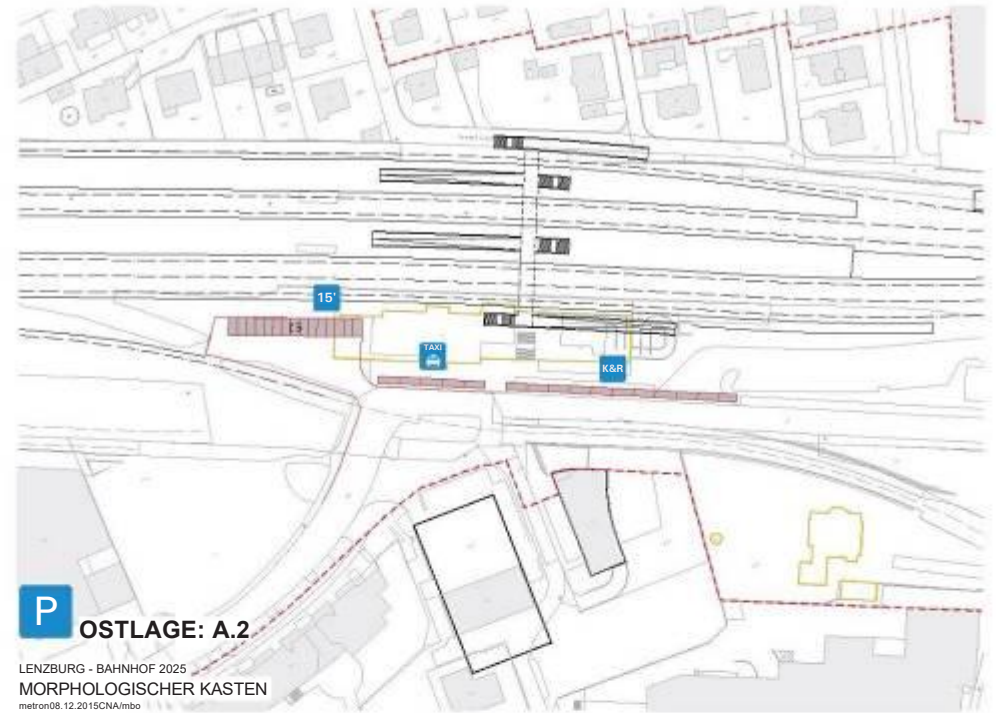 15'
TAXI
K&R
P
OSTLAGE: A.2
LENZBURG - BAHNHOF 2025
MORPHOLOGISCHER KASTEN
metron08.12.2015CNA/mbo